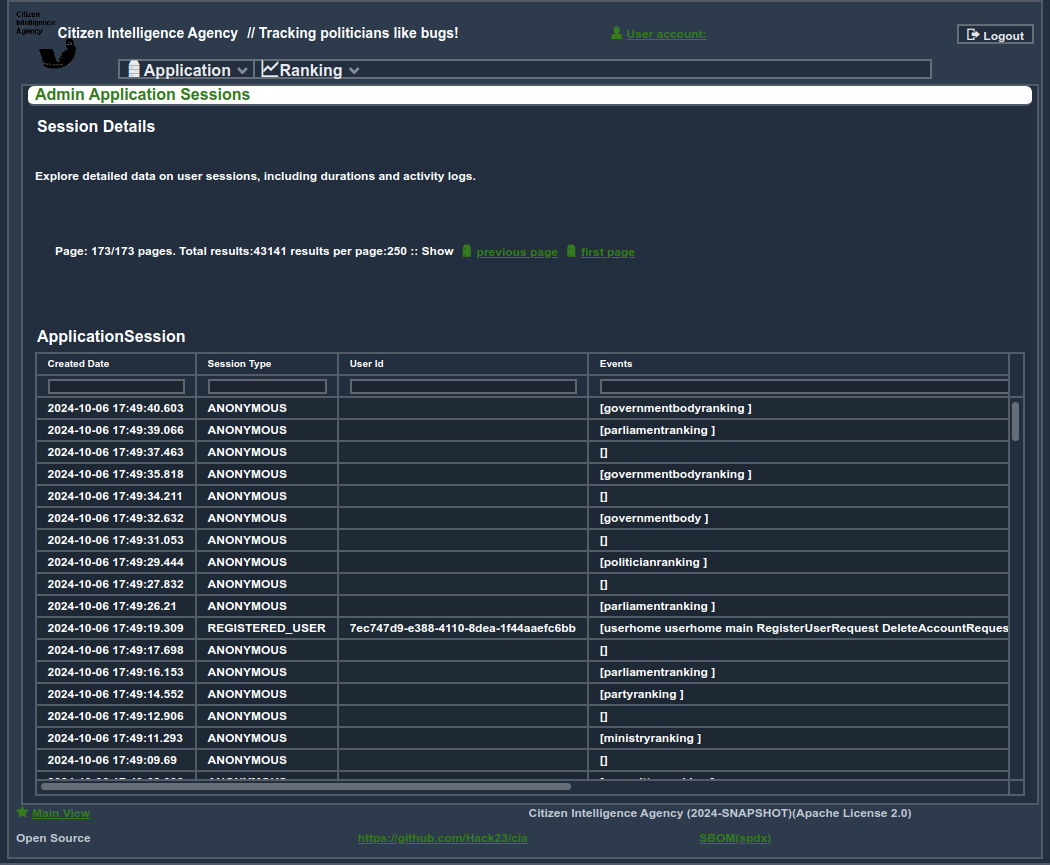 Citizen
Intelligence
Agency
Citizen Intelligence Agency // Tracking politicians like bugs!
User account:
Logout
Application
Ranking
Admin Application Sessions
Session Details
Explore detailed data on user sessions, including durations and activity logs.
Page: 173/173 pages. Total results:43141 results per page:250 :: Show previous page first page
ApplicationSession
Created Date Session Type User Id Events
2024-10-06 17:49:40.603 ANONYMOUS [governmentbodyranking ]
2024-10-06 17:49:39.066 ANONYMOUS [parliamentranking ]
2024-10-06 17:49:37.463 ANONYMOUS []
2024-10-06 17:49:35.818 ANONYMOUS [governmentbodyranking ]
2024-10-06 17:49:34.211 ANONYMOUS []
2024-10-06 17:49:32.632 ANONYMOUS [governmentbody ]
2024-10-06 17:49:31.053 ANONYMOUS []
2024-10-06 17:49:29.444 ANONYMOUS [politicianranking ]
2024-10-06 17:49:27.832 ANONYMOUS []
2024-10-06 17:49:26.21 ANONYMOUS [parliamentranking ]
2024-10-06 17:49:19.309 REGISTERED_USER 7ec747d9-e388-4110-8dea-1f44aaefc6bb [userhome userhome main RegisterUserRequest DeleteAccountReques
2024-10-06 17:49:17.698 ANONYMOUS []
2024-10-06 17:49:16.153 ANONYMOUS [parliamentranking ]
2024-10-06 17:49:14.552 ANONYMOUS [partyranking ]
2024-10-06 17:49:12.906 ANONYMOUS []
2024-10-06 17:49:11.293 ANONYMOUS [ministryranking ]
2024-10-06 17:49:09.69 ANONYMOUS []
Main View
Citizen Intelligence Agency (2024-SNAPSHOT)(Apache License 2.0)
Open Source
https://github.com/Hack23/cia
SBOM(spdx)